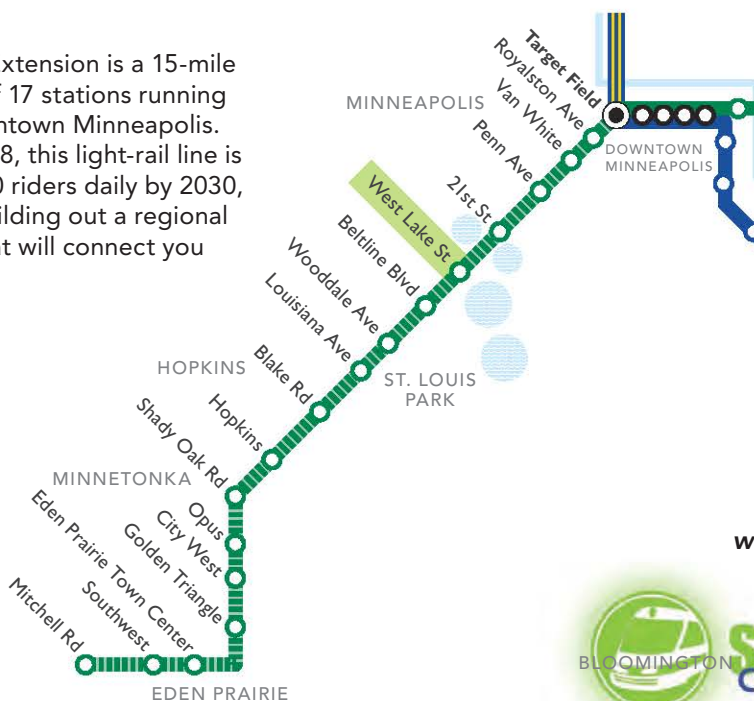 xtension is a 15-mile
17 stations running
ntown Minneapolis.
8, this light-rail line is
0 riders daily by 2030,
ilding out a regional
t will connect you
Target Field
Royalston Ave
Van White
Penn Ave
21st St
West Lake St
Beltline Blvd
Wooddale Ave
Louisiana Ave
Blake Rd
Hopkins
Shady Oak Rd
Opus
City West
Golden Triangle
Eden Prairie Town Center
Southwest
Mitchell Rd
MINNEAPOLIS
DOWNTOWN
MINNEAPOLIS
HOPKINS
ST. LOUIS
PARK
MINNETONKA
EDEN PRAIRIE
w
BLOOMINGTON
S